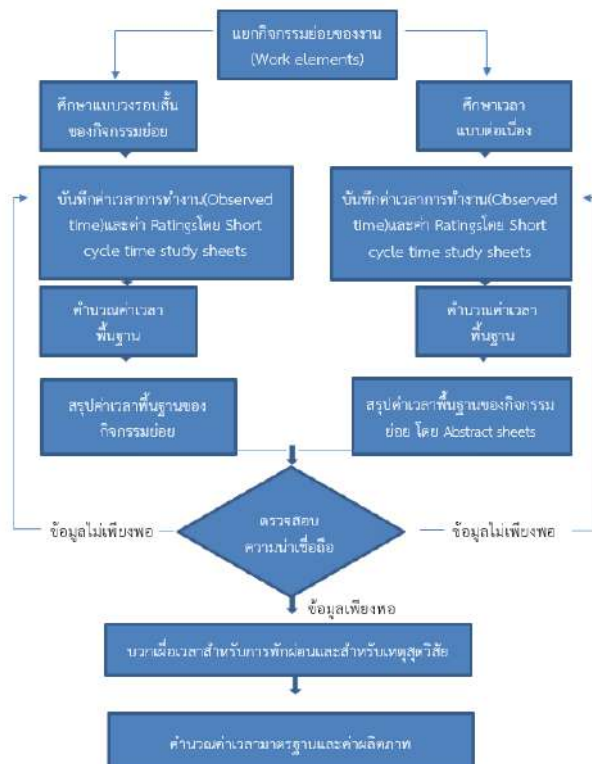 แยกกิจกรรมย่อยของงาน
(Work elements)
ศึกษาแบบวงรอบสั้น
ของกิจกรรมย่อย
ศึกษาเวลา
แบบต่อเนื่อง
บันทึกค่าเวลาการทำงาน(Observed
time)และค่า Ratingsโดย Short
cycle time study sheets
บันทึกค่าเวลาการทำงาน(Observed
time)และค่า Ratingsโดย Short
cycle time study sheets
คำนวณค่าเวลา
พื้นฐาน
คำนวณค่าเวลา
พื้นฐาน
สรุปค่าเวลาพื้นฐานของ
กิจกรรมย่อย
สรุปค่าเวลาพื้นฐานของกิจกรรม
ย่อย โดย Abstract sheets
ตรวจสอบ
ความน่าเชื่อถือ
ข้อมูลไม่เพียงพอ
ข้อมูลไม่เพียงพอ
ข้อมูลเพียงพอ
บวกเผื่อเวลาสำหรับการพักผ่อนและสำหรับเหตุสุดวิสัย
คำนวณค่าเวลามาตรฐานและค่าผลิตภาพ